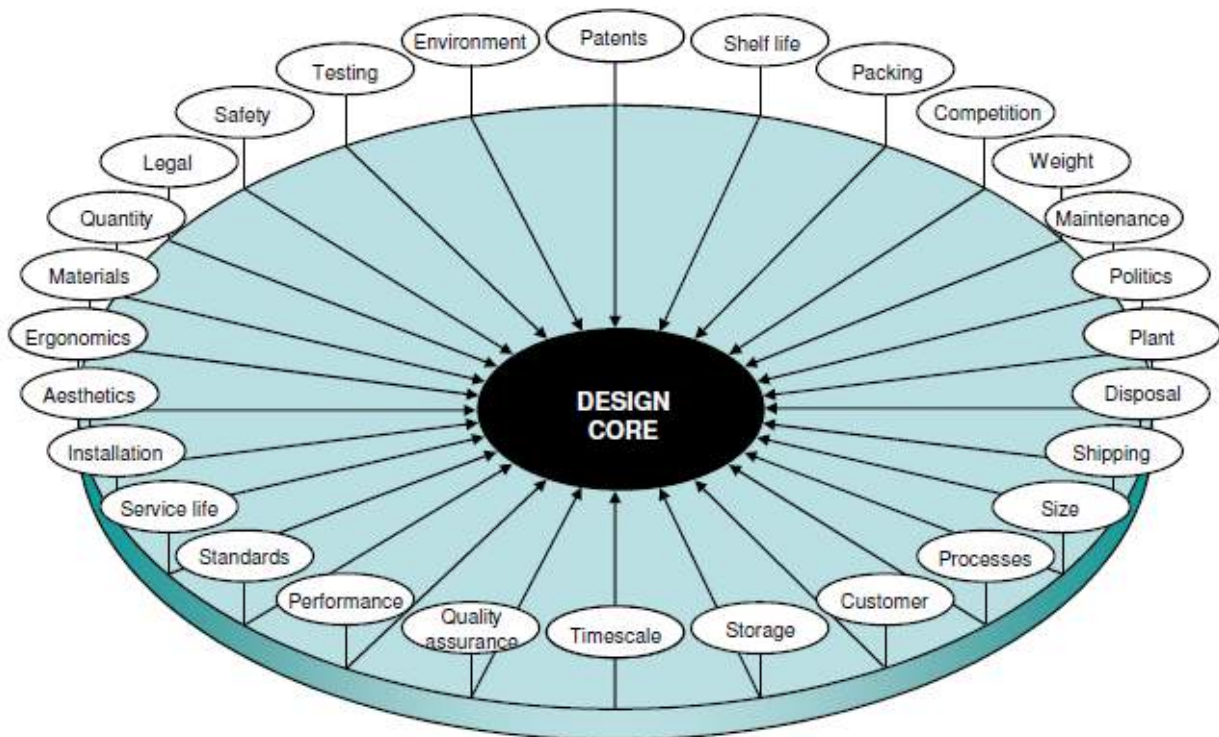 Patents
Environment
Shelf life
Testing
Packing
Safety
Competition
Legal
Weight
Quantity
Maintenance
Materials
Politics
Ergonomics
Plant
Aesthetics
Disposal
DESIGN
CORE
Installation
Shipping
Service life
Size
Standards
Processes
Performance
Customer
Quality
assurance
Timescale
Storage